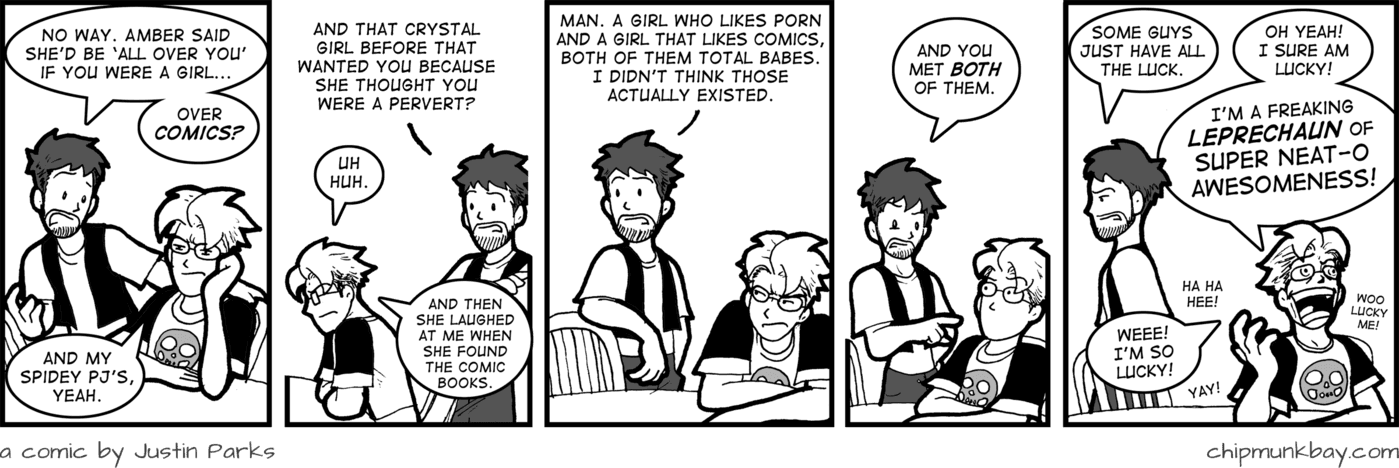 NO WAY. AMBER SAID
SHE'D BE 'ALL OVER YOU'
IF YOU WERE A GIRL...
OVER
COMICS?
AND MY
SPIDEY PJ'S,
YEAH.
AND THAT CRYSTAL
GIRL BEFORE THAT
WANTED YOU BECAUSE
SHE THOUGHT YOU
WERE A PERVERT?
UH
HUH.
AND THEN
SHE LAUGHED
AT ME WHEN
SHE FOUND
THE COMIC
BOOKS.
MAN. A GIRL WHO LIKES PORN
AND A GIRL THAT LIKES COMICS,
BOTH OF THEM TOTAL BABES.
I DIDN'T THINK THOSE
ACTUALLY EXISTED.
AND YOU
MET BOTH
OF THEM.
SOME GUYS
JUST HAVE ALL
THE LUCK.
OH YEAH!
I SURE AM
LUCKY!
I'M A FREAKING
LEPRECHAUN OF
SUPER NEAT-O
AWESOMENESS!
HA HA
HEE!
WEEE!
I'M SO
LUCKY!
YAY!
WOO
LUCKY
ME!
a comic by Justin Parks
chipmunkbay.com